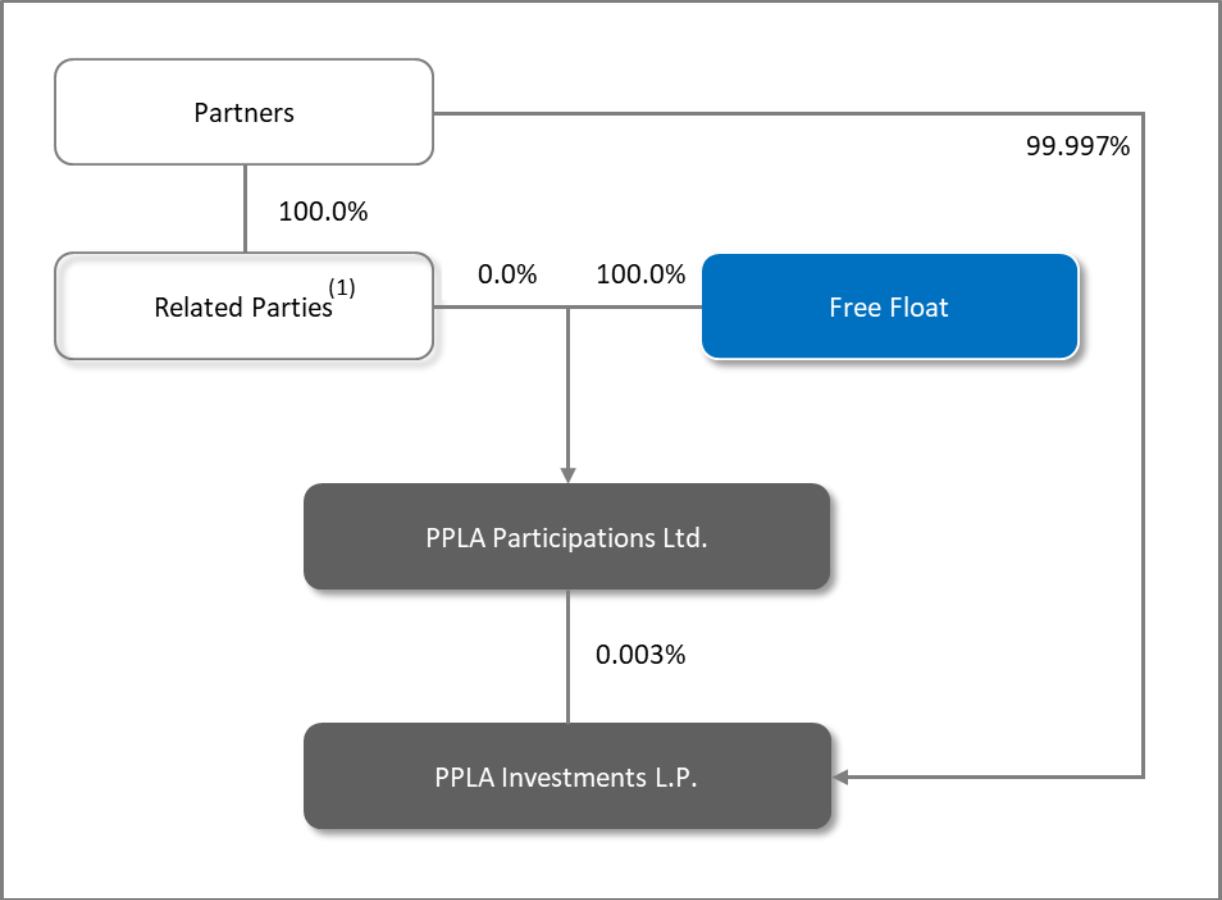 Partners
99.997%
100.0%
Related Parties(1)
0.0%
100.0%
Free Float
PPLA Participations Ltd.
0.003%
PPLA Investments L.P.